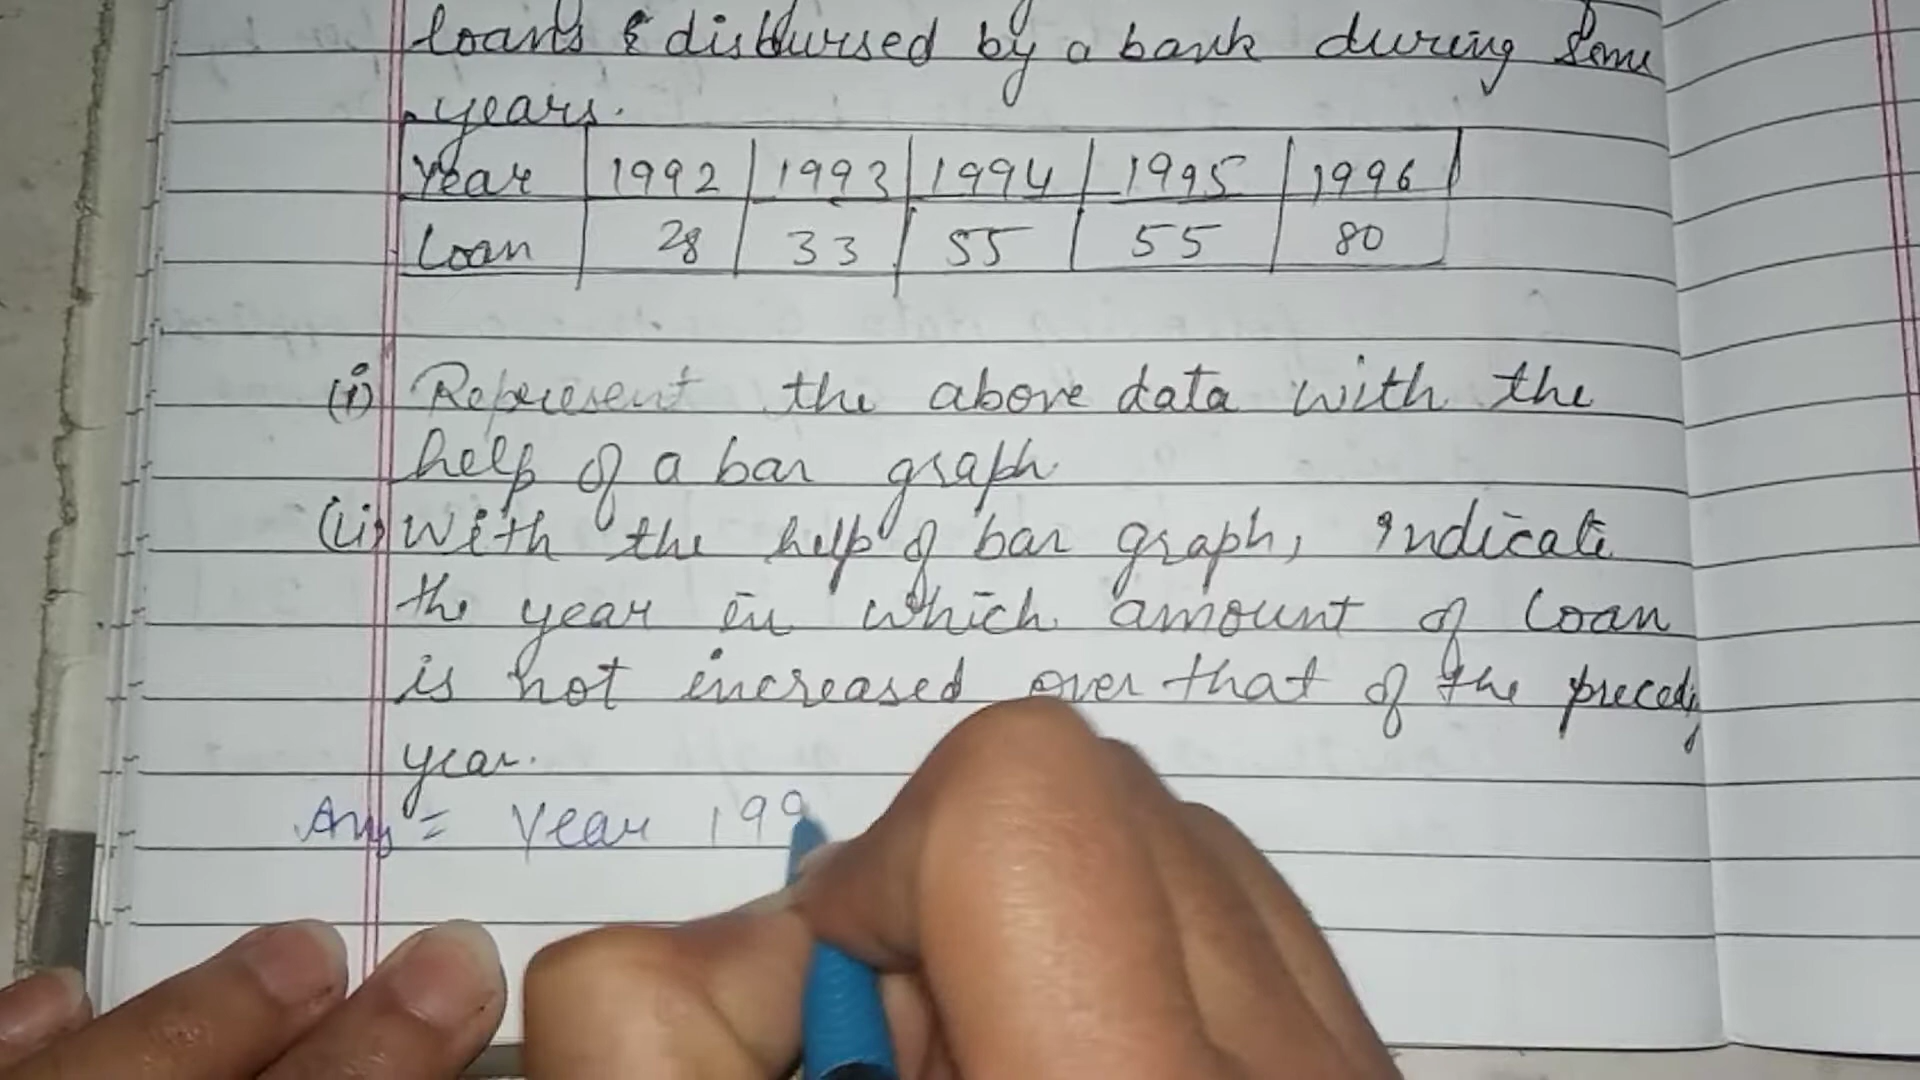 loans & disbursed by a bank during some
years.
Year 1992 1993 1994 1995 1996
Loan 28 33 55 55 80
(i) Represent the above data with the
help of a bar graph.
(ii) With the help of bar graph, indicate
the year in which amount of loan
is not increased over that of the preceding
year.
Ans = Year 199